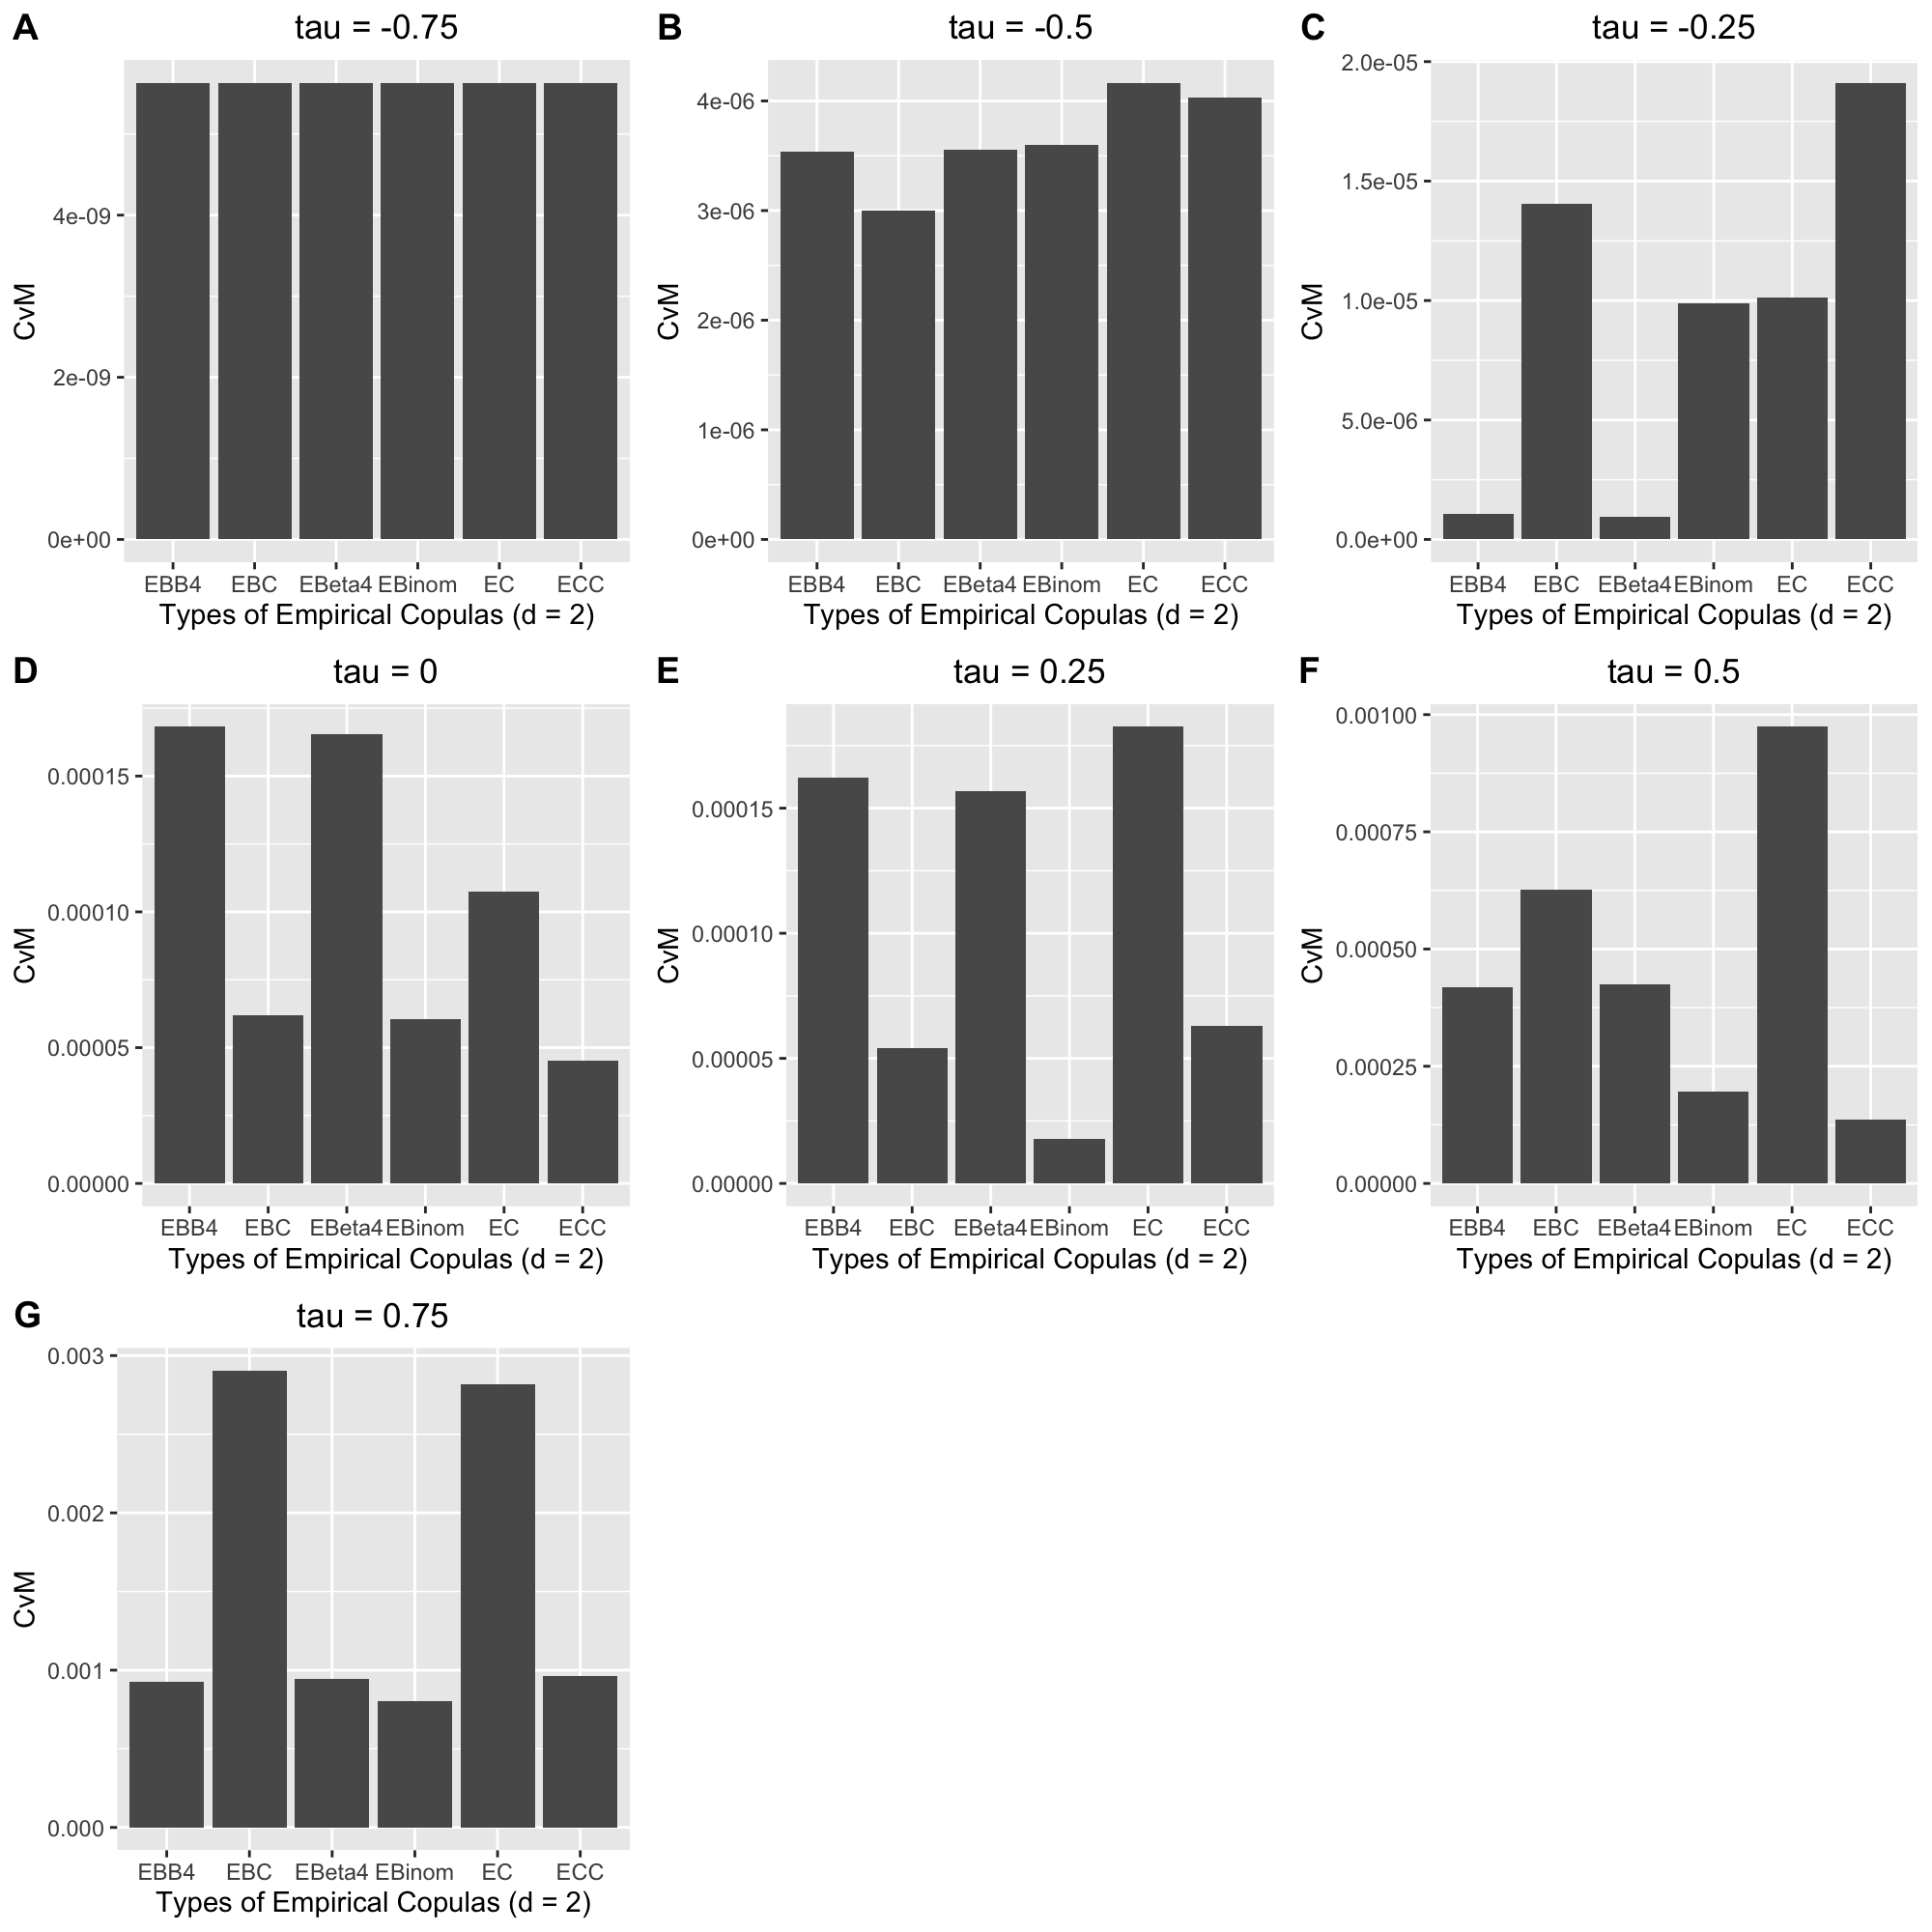 A tau = -0.75
CvM
4e-09
2e-09
0e+00
EBB4 EBC EBeta4 EBinom EC ECC
Types of Empirical Copulas (d = 2)
B tau = -0.5
CvM
4e-06
3e-06
2e-06
1e-06
0e+00
EBB4 EBC EBeta4 EBinom EC ECC
Types of Empirical Copulas (d = 2)
C tau = -0.25
CvM
2.0e-05
1.5e-05
1.0e-05
5.0e-06
0.0e+00
EBB4 EBC EBeta4 EBinom EC ECC
Types of Empirical Copulas (d = 2)
D tau = 0
CvM
0.00015
0.00010
0.00005
0.00000
EBB4 EBC EBeta4 EBinom EC ECC
Types of Empirical Copulas (d = 2)
E tau = 0.25
CvM
0.00015
0.00010
0.00005
0.00000
EBB4 EBC EBeta4 EBinom EC ECC
Types of Empirical Copulas (d = 2)
F tau = 0.5
CvM
0.00100
0.00075
0.00050
0.00025
0.00000
EBB4 EBC EBeta4 EBinom EC ECC
Types of Empirical Copulas (d = 2)
G tau = 0.75
CvM
0.003
0.002
0.001
0.000
EBB4 EBC EBeta4 EBinom EC ECC
Types of Empirical Copulas (d = 2)